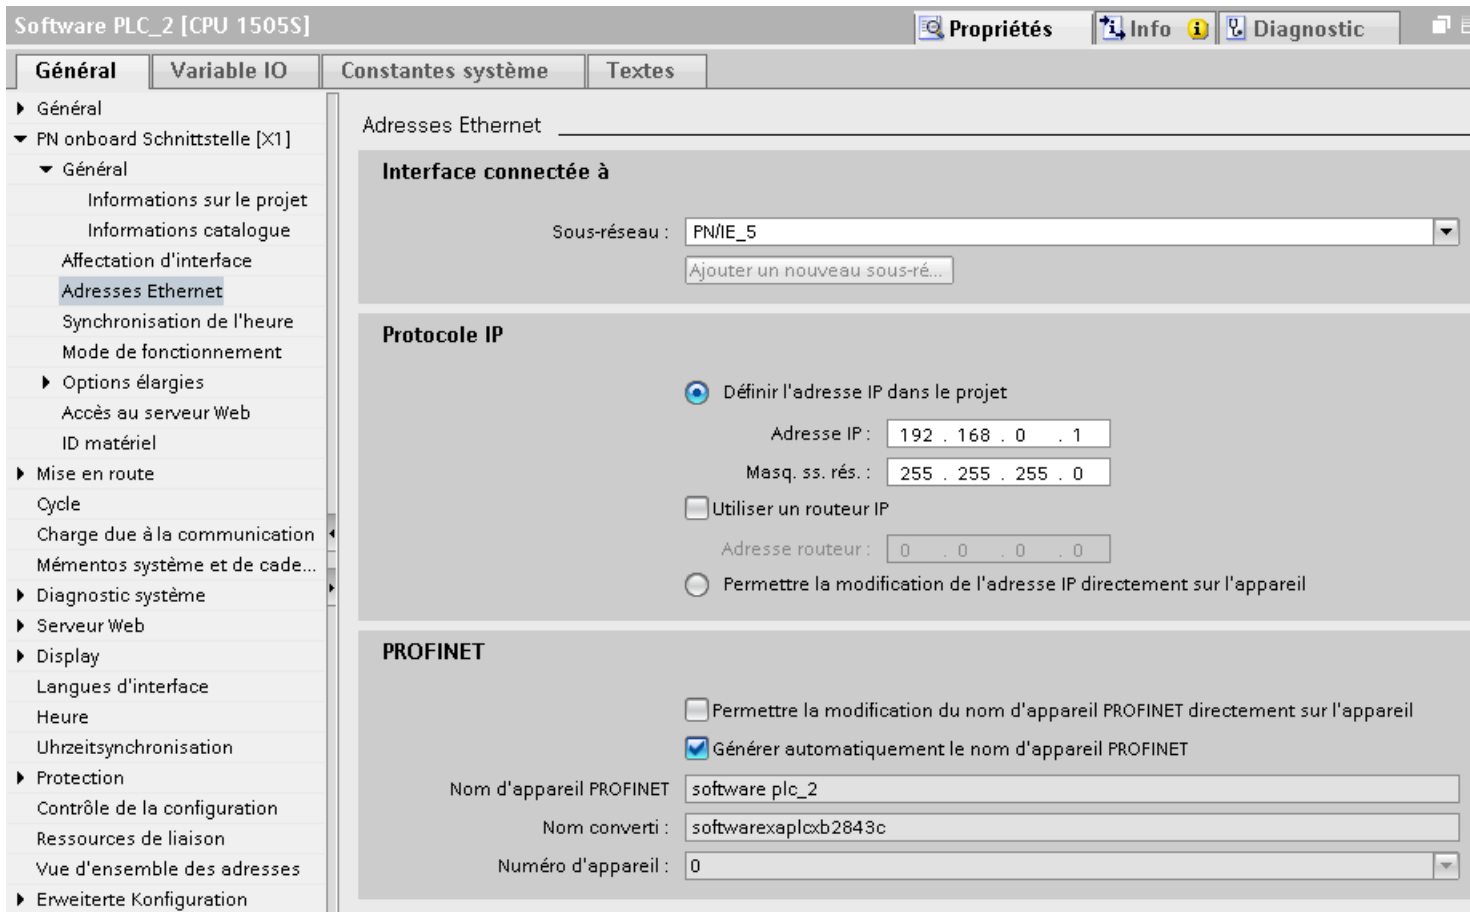 Software PLC_2 [CPU 1505S]
Propriétés
Info
Diagnostic
Général
Variable IO
Constantes système
Textes
Général
PN onboard Schnittstelle [X1]
Général
Informations sur le projet
Informations catalogue
Affectation d'interface
Adresses Ethernet
Synchronisation de l'heure
Mode de fonctionnement
Options élargies
Accès au serveur Web
ID matériel
Mise en route
Cycle
Charge due à la communication
Mémentos système et de cade...
Diagnostic système
Serveur Web
Display
Langues d'interface
Heure
Uhrzeitsynchronisation
Protection
Contrôle de la configuration
Ressources de liaison
Vue d'ensemble des adresses
Erweiterte Konfiguration
Adresses Ethernet
Interface connectée à
Sous-réseau : PN/IE_5
Ajouter un nouveau sous-ré...
Protocole IP
Définir l'adresse IP dans le projet
Adresse IP : 192 . 168 . 0 . 1
Masq. ss. rés. : 255 . 255 . 255 . 0
Utiliser un routeur IP
Adresse routeur : 0 . 0 . 0 . 0
Permettre la modification de l'adresse IP directement sur l'appareil
PROFINET
Permettre la modification du nom d'appareil PROFINET directement sur l'appareil
Générer automatiquement le nom d'appareil PROFINET
Nom d'appareil PROFINET software plc_2
Nom converti : softwarexaplcxb2843c
Numéro d'appareil : 0